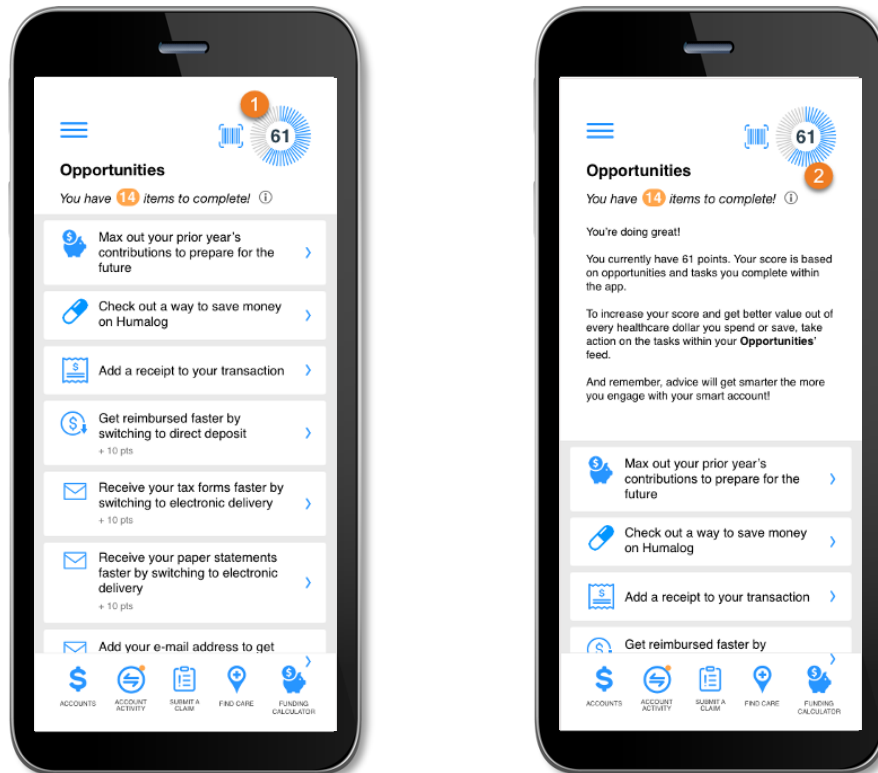 1
61
Opportunities
You have 14 items to complete!
Max out your prior year's
contributions to prepare for the
future
Check out a way to save money
on Humalog
Add a receipt to your transaction
Get reimbursed faster by
switching to direct deposit
+ 10 pts
Receive your tax forms faster by
switching to electronic delivery
+ 10 pts
Receive your paper statements
faster by switching to electronic
delivery
+ 10 pts
Add your e-mail address to get
ACCOUNTS
ACCOUNT
ACTIVITY
SUBMIT A
CLAIM
FIND CARE
FUNDING
CALCULATOR
61
2
Opportunities
You have 14 items to complete!
You're doing great!
You currently have 61 points. Your score is based
on opportunities and tasks you complete within
the app.
To increase your score and get better value out of
every healthcare dollar you spend or save, take
action on the tasks within your Opportunities'
feed.
And remember, advice will get smarter the more
you engage with your smart account!
Max out your prior year's
contributions to prepare for the
future
Check out a way to save money
on Humalog
Add a receipt to your transaction
Get reimbursed faster by
ACCOUNTS
ACCOUNT
ACTIVITY
SUBMIT A
CLAIM
FIND CARE
FUNDING
CALCULATOR